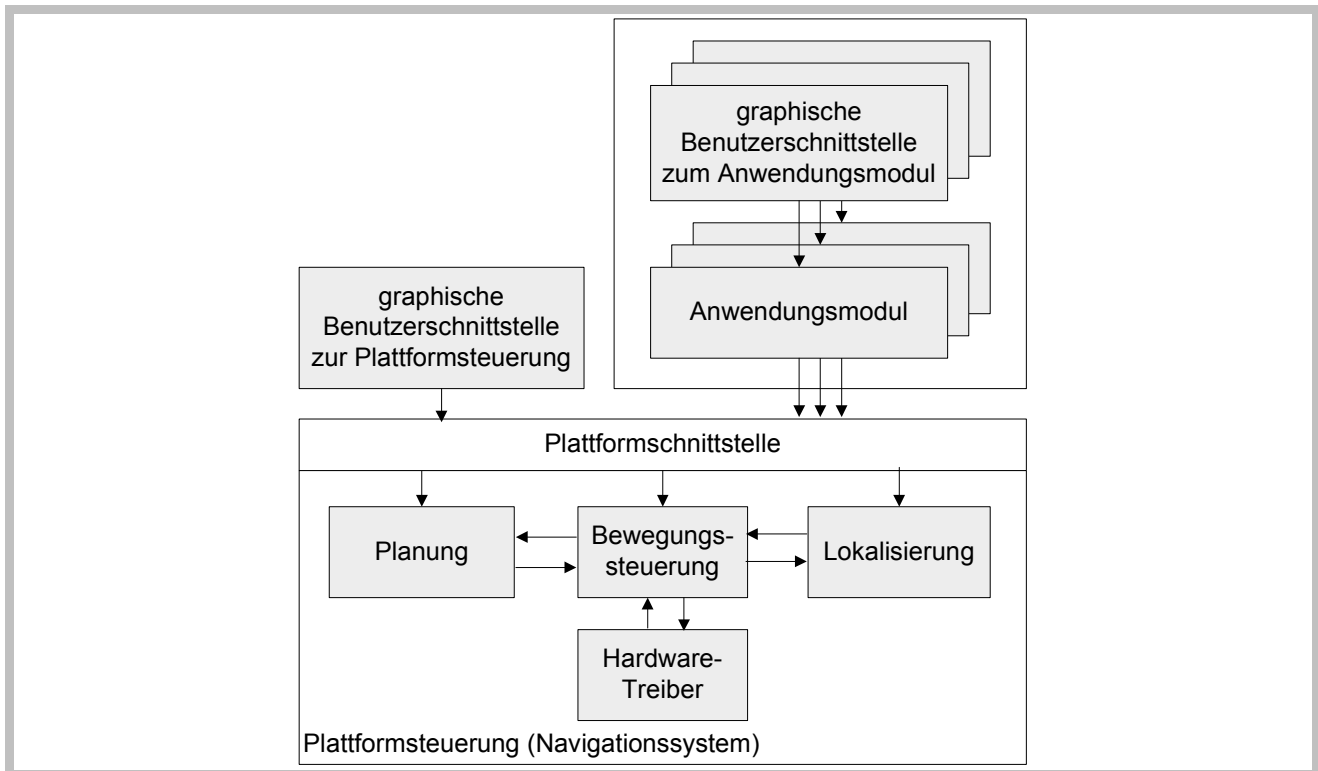 graphische
Benutzerschnittstelle
zum Anwendungsmodul
Anwendungsmodul
graphische
Benutzerschnittstelle
zur Plattformsteuerung
Plattformschnittstelle
Planung
Bewegungs-
steuerung
Lokalisierung
Hardware-
Treiber
Plattformsteuerung (Navigationssystem)